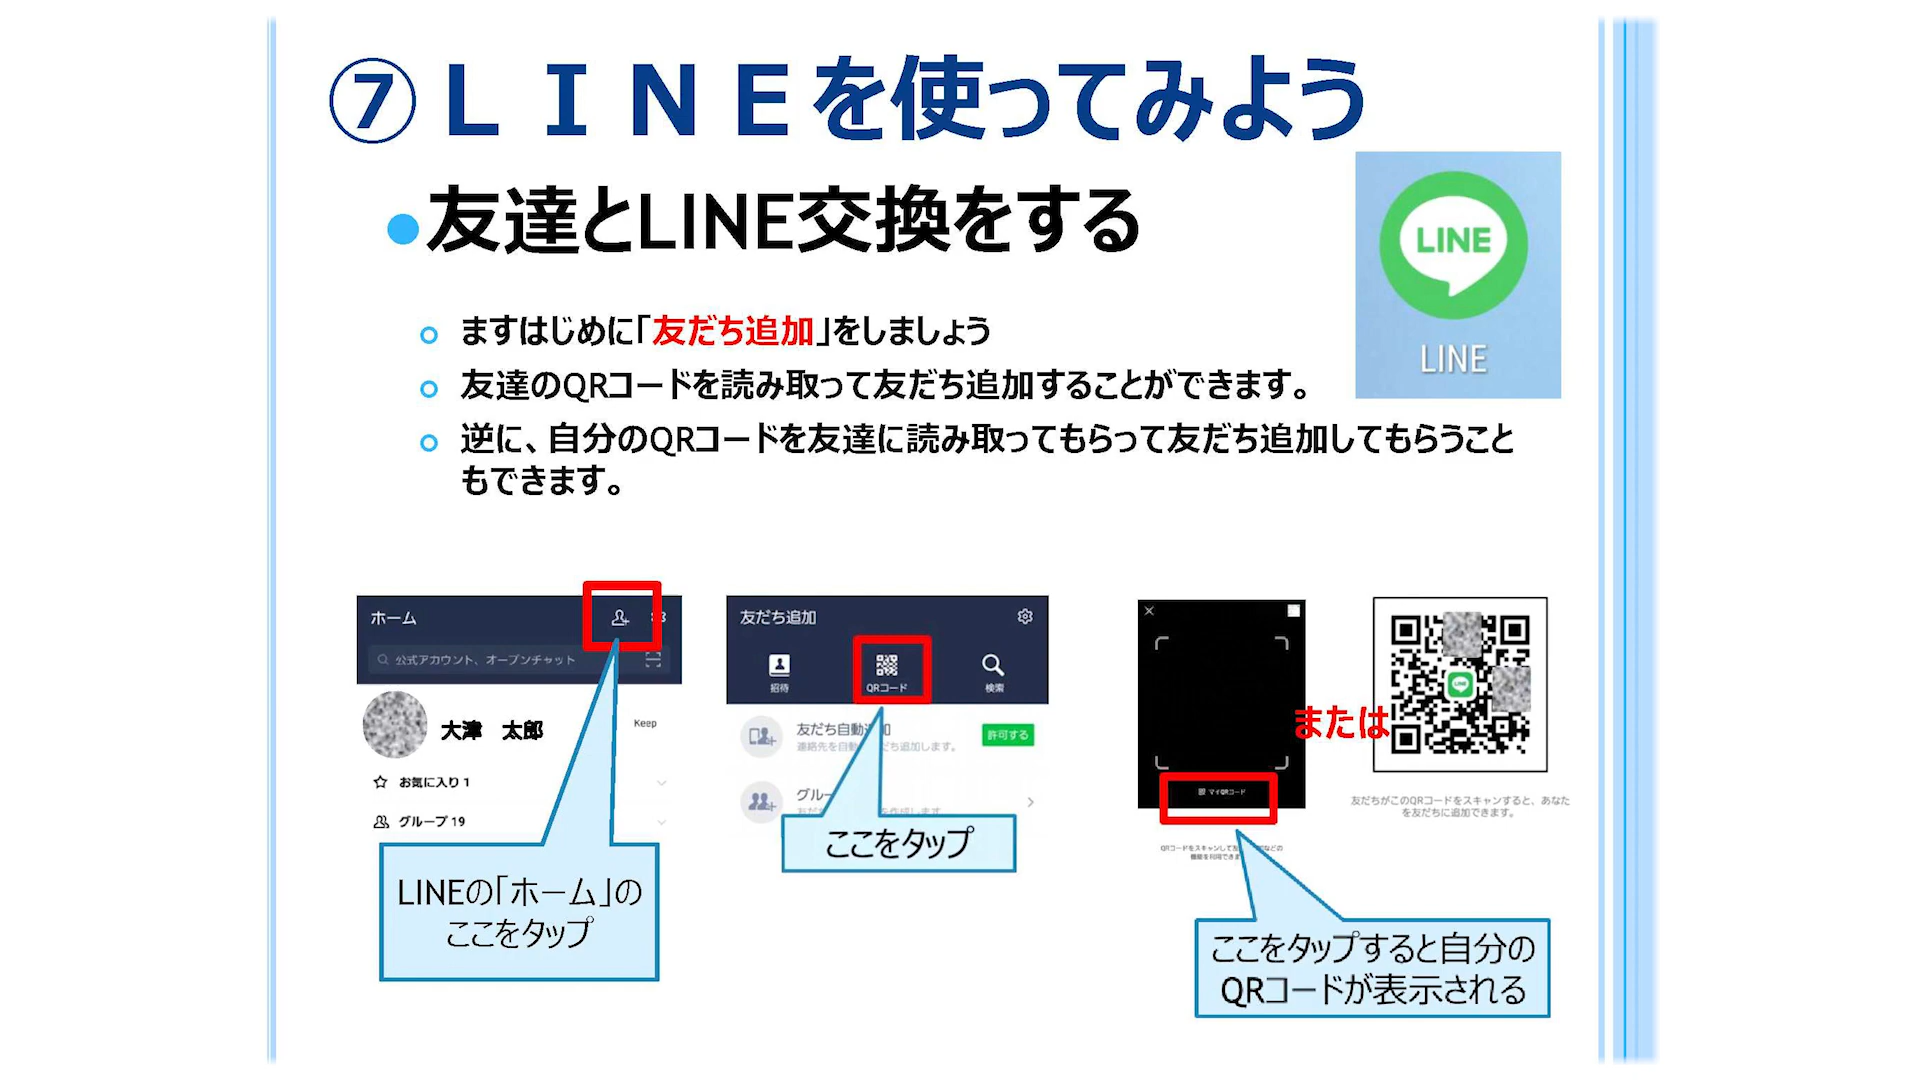 ⑦ＬＩＮＥを使ってみよう
友達とLINE交換をする
LINE
LINE
ますはじめに「友だち追加」をしましょう
友達のQRコードを読み取って友だち追加することができます。
逆に、自分のQRコードを友達に読み取ってもらって友だち追加してもらうこと
もできます。
ホーム
公式アカウント、オープンチャット
大津　太郎
Keep
お気に入り 1
グループ 19
LINEの「ホーム」の
ここをタップ
友だち追加
招待
QRコード
検索
友だち自動追加
許可する
連絡先を自動 だち追加します。
グルー
を作成します
ここをタップ
マイQRコード
または
QRコードをスキャンして友 などの
機能を利用できま
友だちがこのQRコードをスキャンすると、あなた
を友だちに追加できます。
ここをタップすると自分の
QRコードが表示される